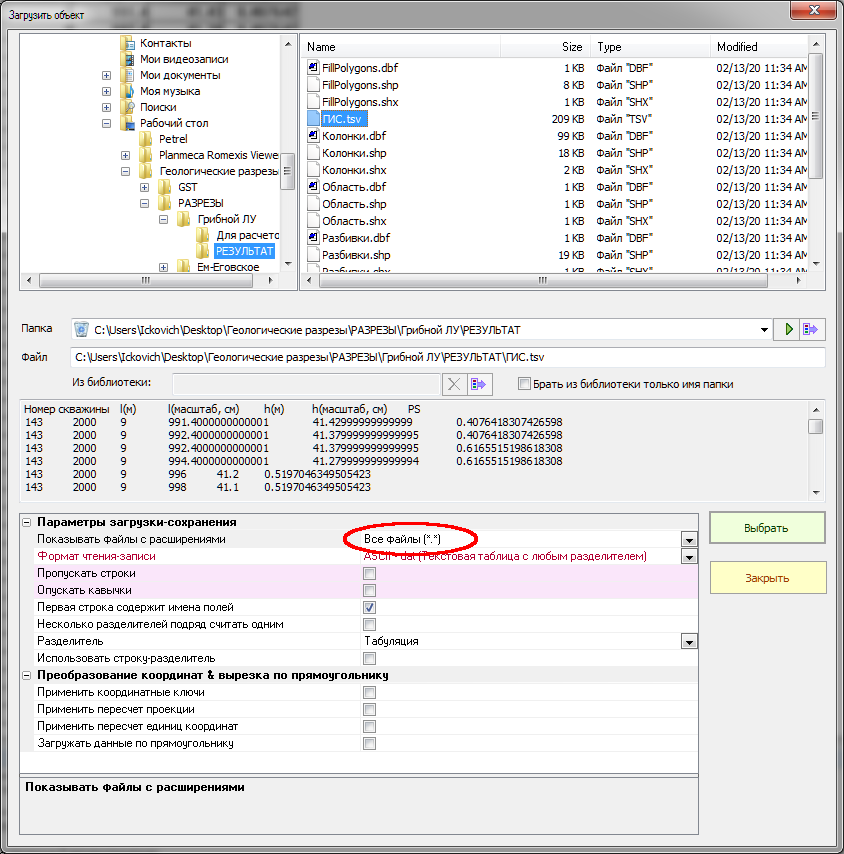 Загрузить объект
Контакты
Мои видеозаписи
Мои документы
Моя музыка
Поиски
Рабочий стол
Petrel
Planmeca Romexis Viewe
Геологические разрезы
GST
РАЗРЕЗЫ
Грибной ЛУ
Для расчето
РЕЗУЛЬТАТ
Ем-Еговское
Name Size Type Modified
FillPolygons.dbf 1 KB Файл "DBF" 02/13/20 11:34 AM
FillPolygons.shp 8 KB Файл "SHP" 02/13/20 11:34 AM
FillPolygons.shx 1 KB Файл "SHX" 02/13/20 11:34 AM
ГИС.tsv 209 KB Файл "TSV" 02/13/20 11:34 AM
Колонки.dbf 99 KB Файл "DBF" 02/13/20 11:34 AM
Колонки.shp 18 KB Файл "SHP" 02/13/20 11:34 AM
Колонки.shx 2 KB Файл "SHX" 02/13/20 11:34 AM
Область.dbf 1 KB Файл "DBF" 02/13/20 11:34 AM
Область.shp 1 KB Файл "SHP" 02/13/20 11:34 AM
Область.shx 1 KB Файл "SHX" 02/13/20 11:34 AM
Разбивки.dbf 1 KB Файл "DBF" 02/13/20 11:34 AM
Разбивки.shp 19 KB Файл "SHP" 02/13/20 11:34 AM
Разбивки.shx 1 KB Файл "SHX" 02/13/20 11:34 AM
Папка C:\Users\Ickovich\Desktop\Геологические разрезы\РАЗРЕЗЫ\Грибной ЛУ\РЕЗУЛЬТАТ
Файл C:\Users\Ickovich\Desktop\Геологические разрезы\РАЗРЕЗЫ\Грибной ЛУ\РЕЗУЛЬТАТ\ГИС.tsv
Из библиотеки: Брать из библиотеки только имя папки
Номер скважины l(м) l(масштаб, см) h(м) h(масштаб, см) PS
143 2000 9 991.4000000000001 41.42999999999999 0.4076418307426598
143 2000 9 992.4000000000001 41.379999999999995 0.4076418307426598
143 2000 9 992.4000000000001 41.379999999999995 0.6165515198618308
143 2000 9 994.4000000000001 41.279999999999994 0.6165515198618308
143 2000 9 996 41.2 0.5197046349505423
143 2000 9 998 41.1 0.5197046349505423
Параметры загрузки-сохранения
Показывать файлы с расширениями Все файлы (*.*)
Формат чтения-записи ASCII - dat (Текстовая таблица с любым разделителем)
Пропускать строки
Опускать кавычки
Первая строка содержит имена полей
Несколько разделителей подряд считать одним
Разделитель Табуляция
Использовать строку-разделитель
Преобразование координат & вырезка по прямоугольнику
Применить координатные ключи
Применить пересчет проекции
Применить пересчет единиц координат
Загружать данные по прямоугольнику
Выбрать
Закрыть
Показывать файлы с расширениями